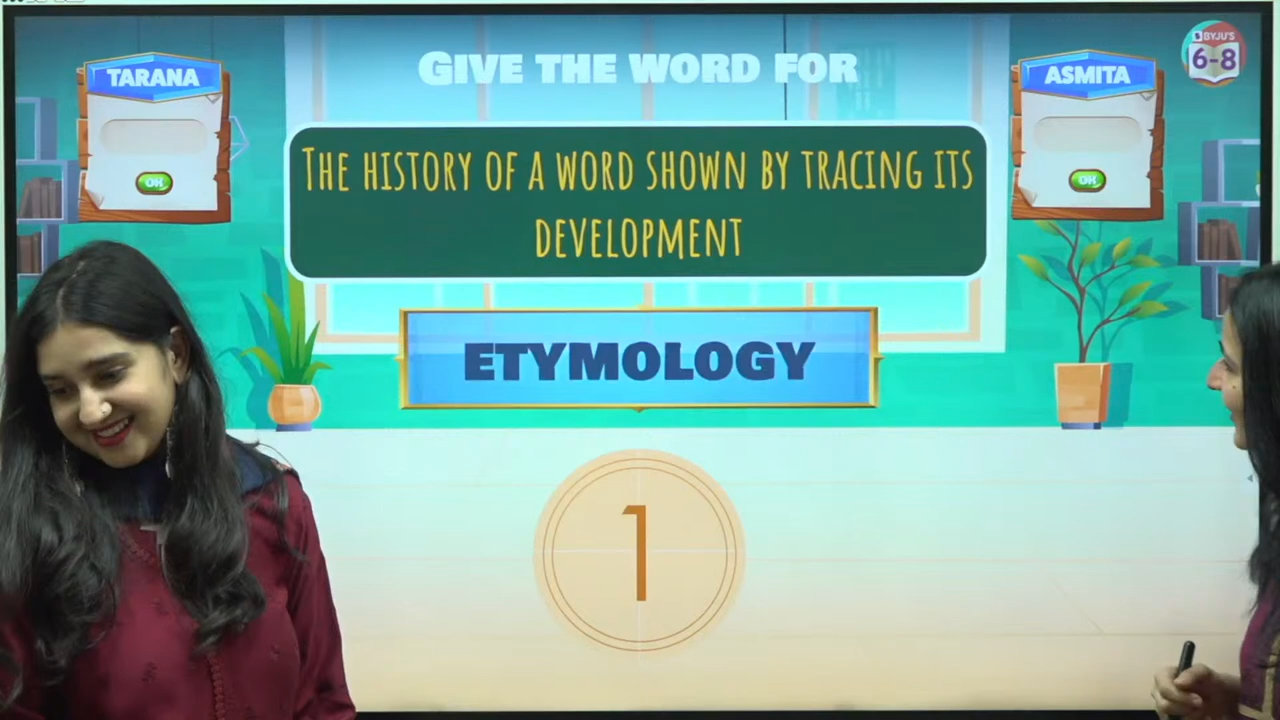 TARANA
OK
GIVE THE WORD FOR
THE HISTORY OF A WORD SHOWN BY TRACING ITS
DEVELOPMENT
ETYMOLOGY
1
ASMITA
OK
BYJU'S
6-8